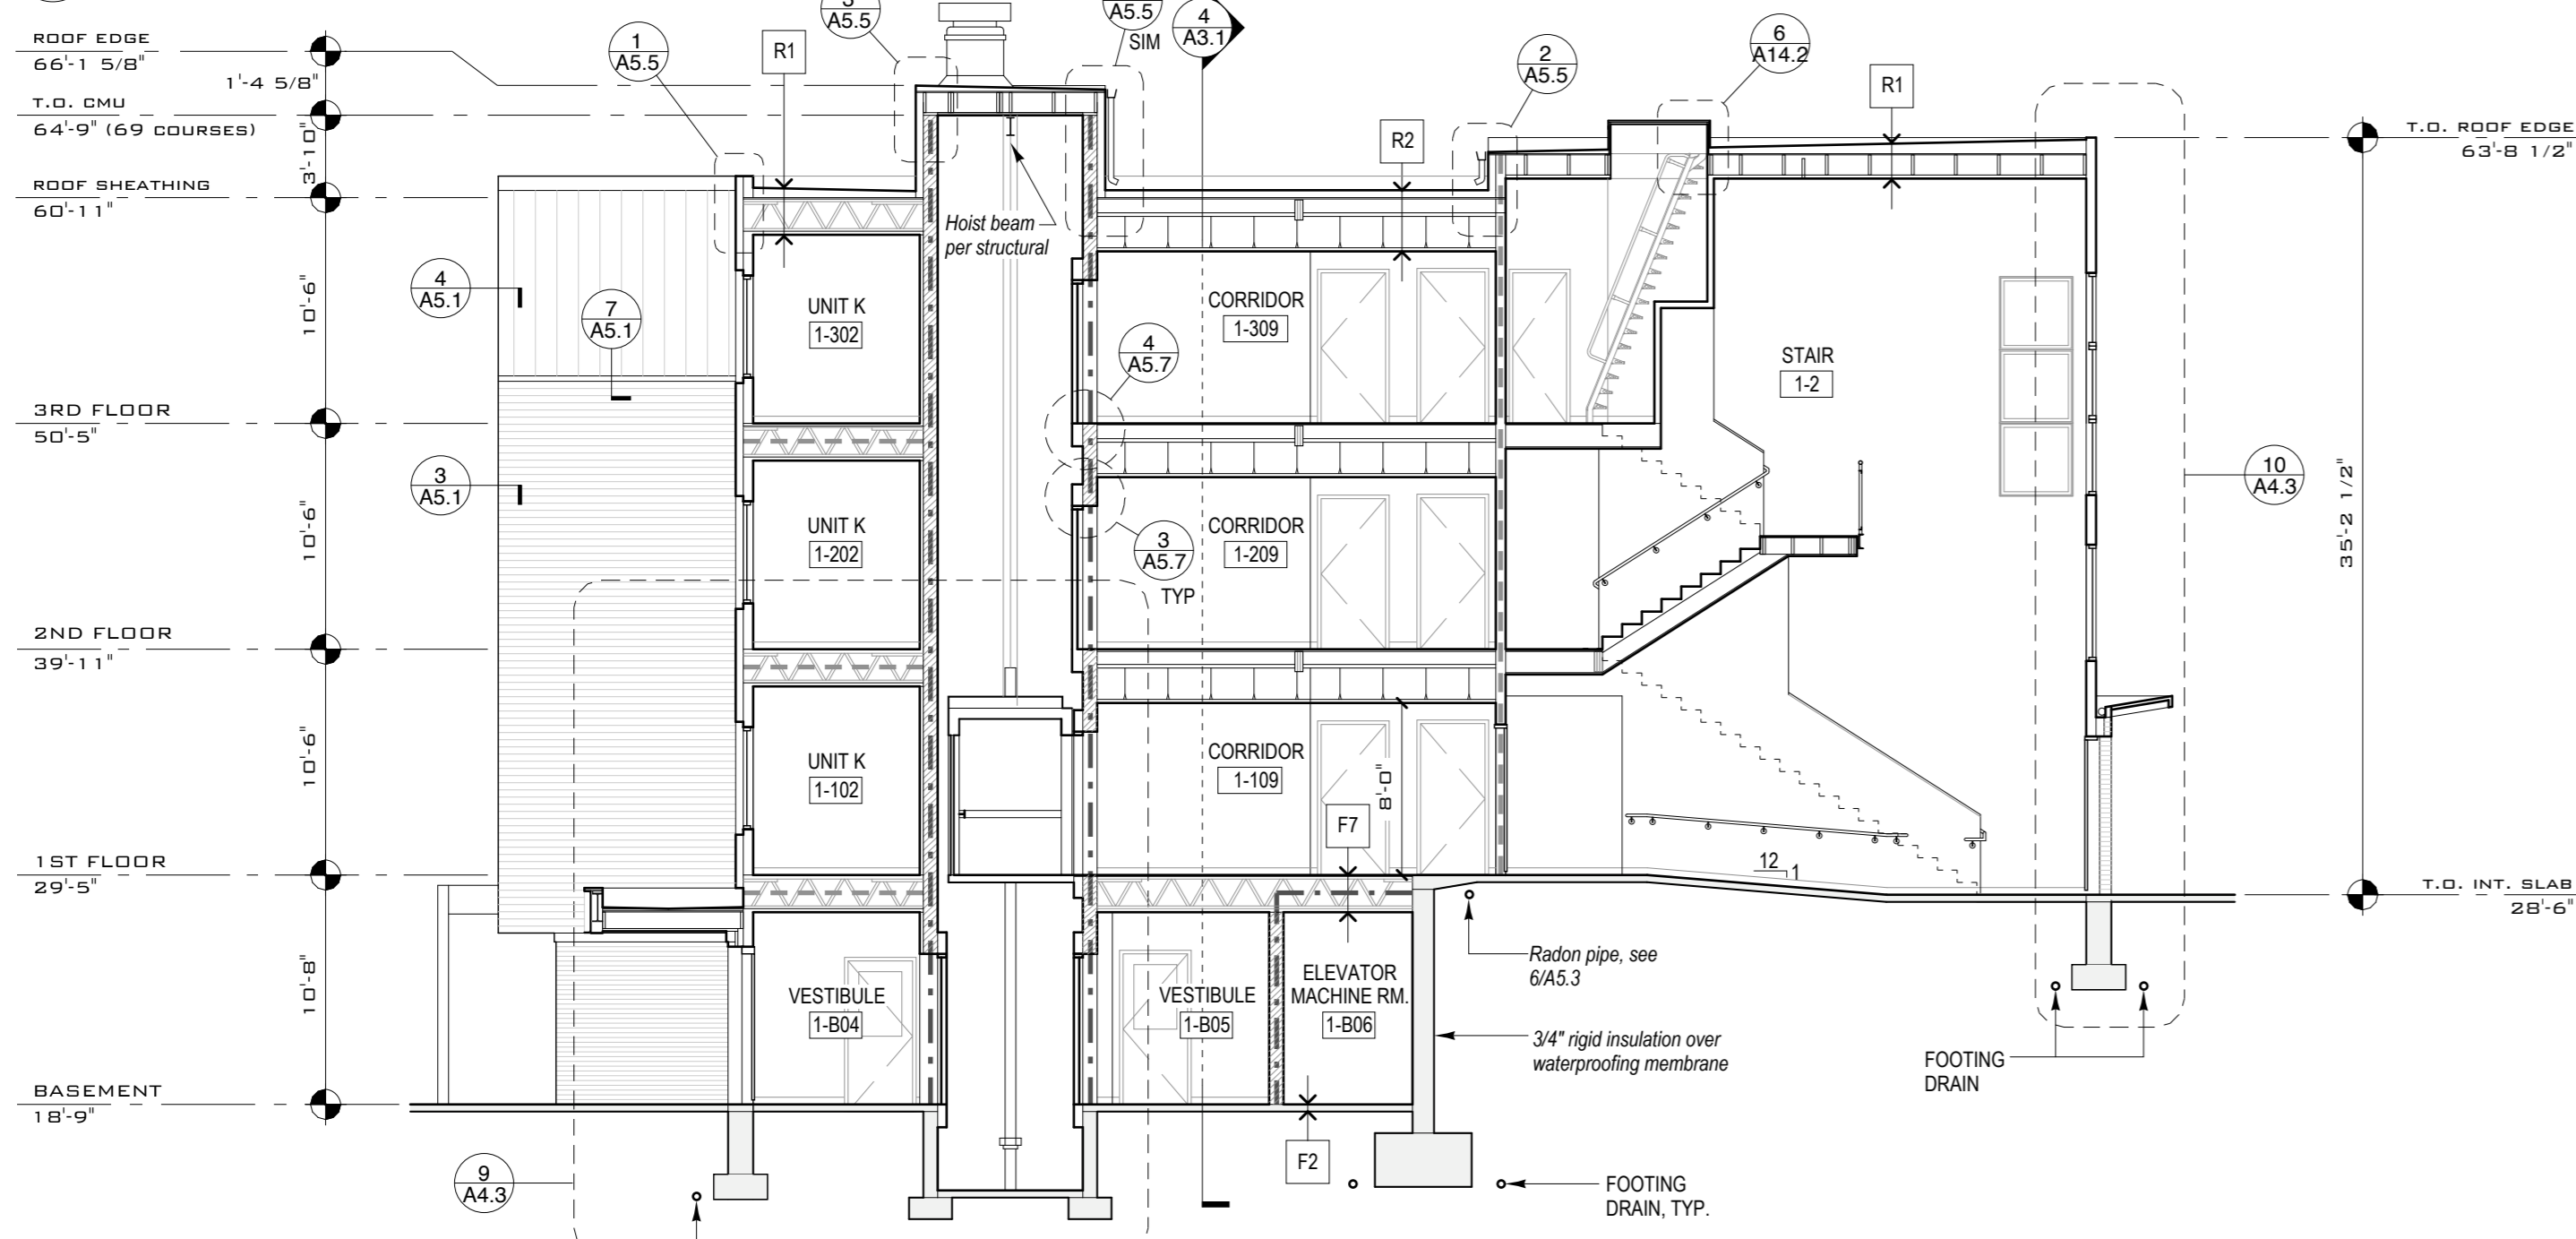 ROOF EDGE
66'-1 5/8"
1'-4 5/8"
T.O. CMU
64'-9" (69 COURSES)
3'-10"
ROOF SHEATHING
60'-11"
10'-6"
3RD FLOOR
50'-5"
10'-6"
2ND FLOOR
39'-11"
10'-6"
1ST FLOOR
29'-5"
10'-8"
BASEMENT
18'-9"
1
A5.5
R1
A5.5
A5.5
SIM
4
A3.1
2
A5.5
6
A14.2
R1
R2
T.O. ROOF EDGE
63'-8 1/2"
Hoist beam
per structural
4
A5.1
7
A5.1
3
A5.1
UNIT K
1-302
CORRIDOR
1-309
4
A5.7
STAIR
1-2
UNIT K
1-202
CORRIDOR
1-209
3
A5.7
TYP
10
A4.3
35'-2 1/2"
UNIT K
1-102
CORRIDOR
1-109
8'-0"
F7
12
1
T.O. INT. SLAB
28'-6"
Radon pipe, see
6/A5.3
VESTIBULE
1-B04
VESTIBULE
1-B05
ELEVATOR
MACHINE RM.
1-B06
3/4" rigid insulation over
waterproofing membrane
FOOTING
DRAIN
9
A4.3
F2
FOOTING
DRAIN, TYP.